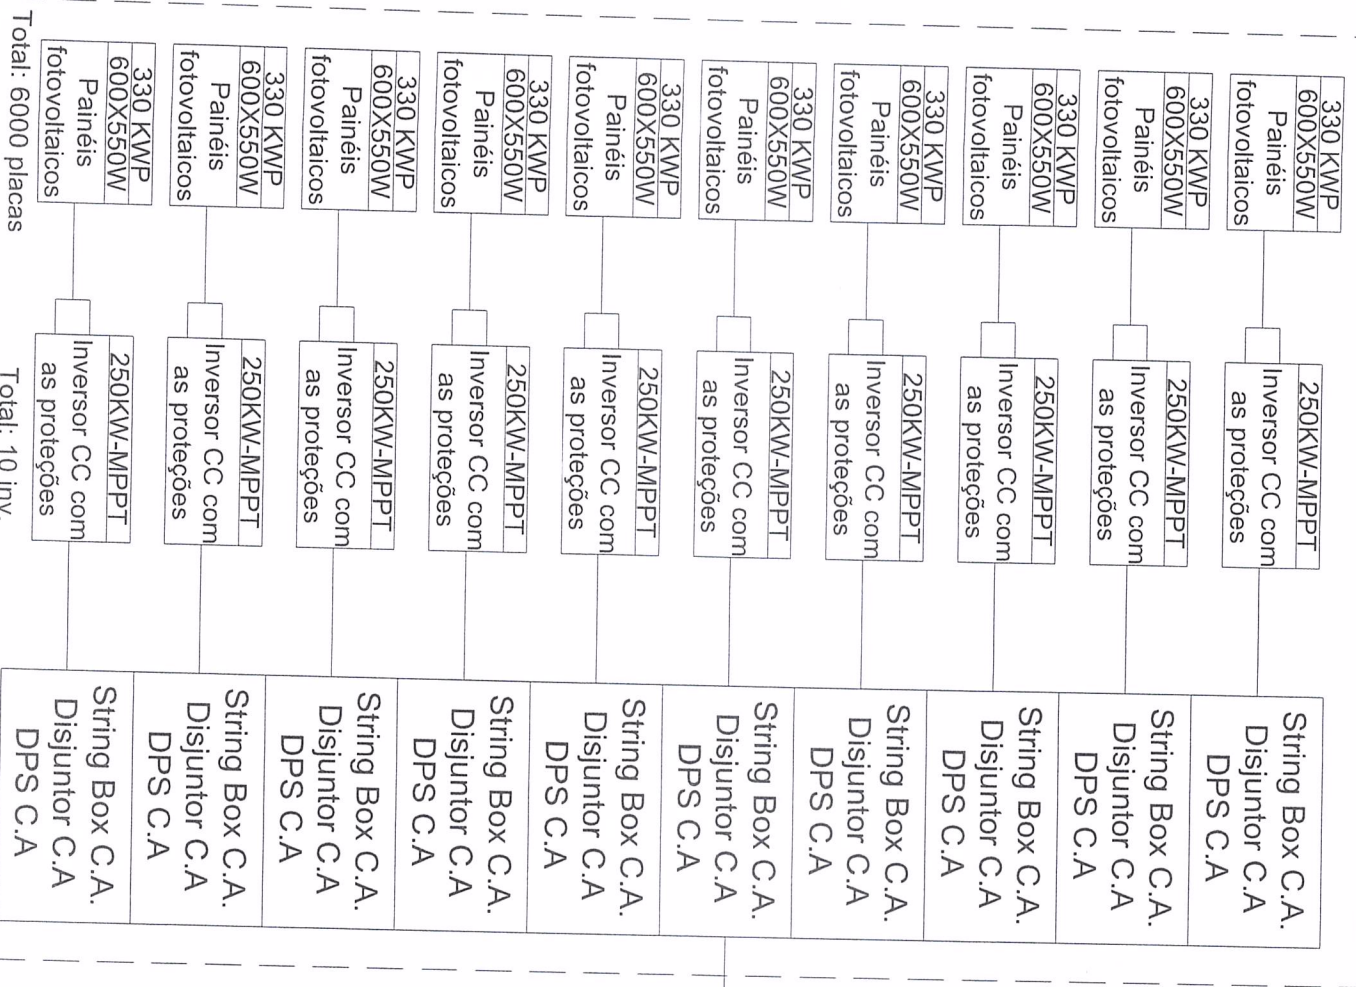 330 KWP
600X550W
Painéis
fotovoltaicos
250KW-MPPT
Inversor CC com
as proteções
String Box C.A.
Disjuntor C.A
DPS C.A
330 KWP
600X550W
Painéis
fotovoltaicos
250KW-MPPT
Inversor CC com
as proteções
String Box C.A.
Disjuntor C.A
DPS C.A
330 KWP
600X550W
Painéis
fotovoltaicos
250KW-MPPT
Inversor CC com
as proteções
String Box C.A.
Disjuntor C.A
DPS C.A
330 KWP
600X550W
Painéis
fotovoltaicos
250KW-MPPT
Inversor CC com
as proteções
String Box C.A.
Disjuntor C.A
DPS C.A
330 KWP
600X550W
Painéis
fotovoltaicos
250KW-MPPT
Inversor CC com
as proteções
String Box C.A.
Disjuntor C.A
DPS C.A
330 KWP
600X550W
Painéis
fotovoltaicos
250KW-MPPT
Inversor CC com
as proteções
String Box C.A.
Disjuntor C.A
DPS C.A
330 KWP
600X550W
Painéis
fotovoltaicos
250KW-MPPT
Inversor CC com
as proteções
String Box C.A.
Disjuntor C.A
DPS C.A
330 KWP
600X550W
Painéis
fotovoltaicos
250KW-MPPT
Inversor CC com
as proteções
String Box C.A.
Disjuntor C.A
DPS C.A
330 KWP
600X550W
Painéis
fotovoltaicos
250KW-MPPT
Inversor CC com
as proteções
String Box C.A.
Disjuntor C.A
DPS C.A
330 KWP
600X550W
Painéis
fotovoltaicos
250KW-MPPT
Inversor CC com
as proteções
String Box C.A.
Disjuntor C.A
DPS C.A
Total: 6000 placas
Total: 10 inv.